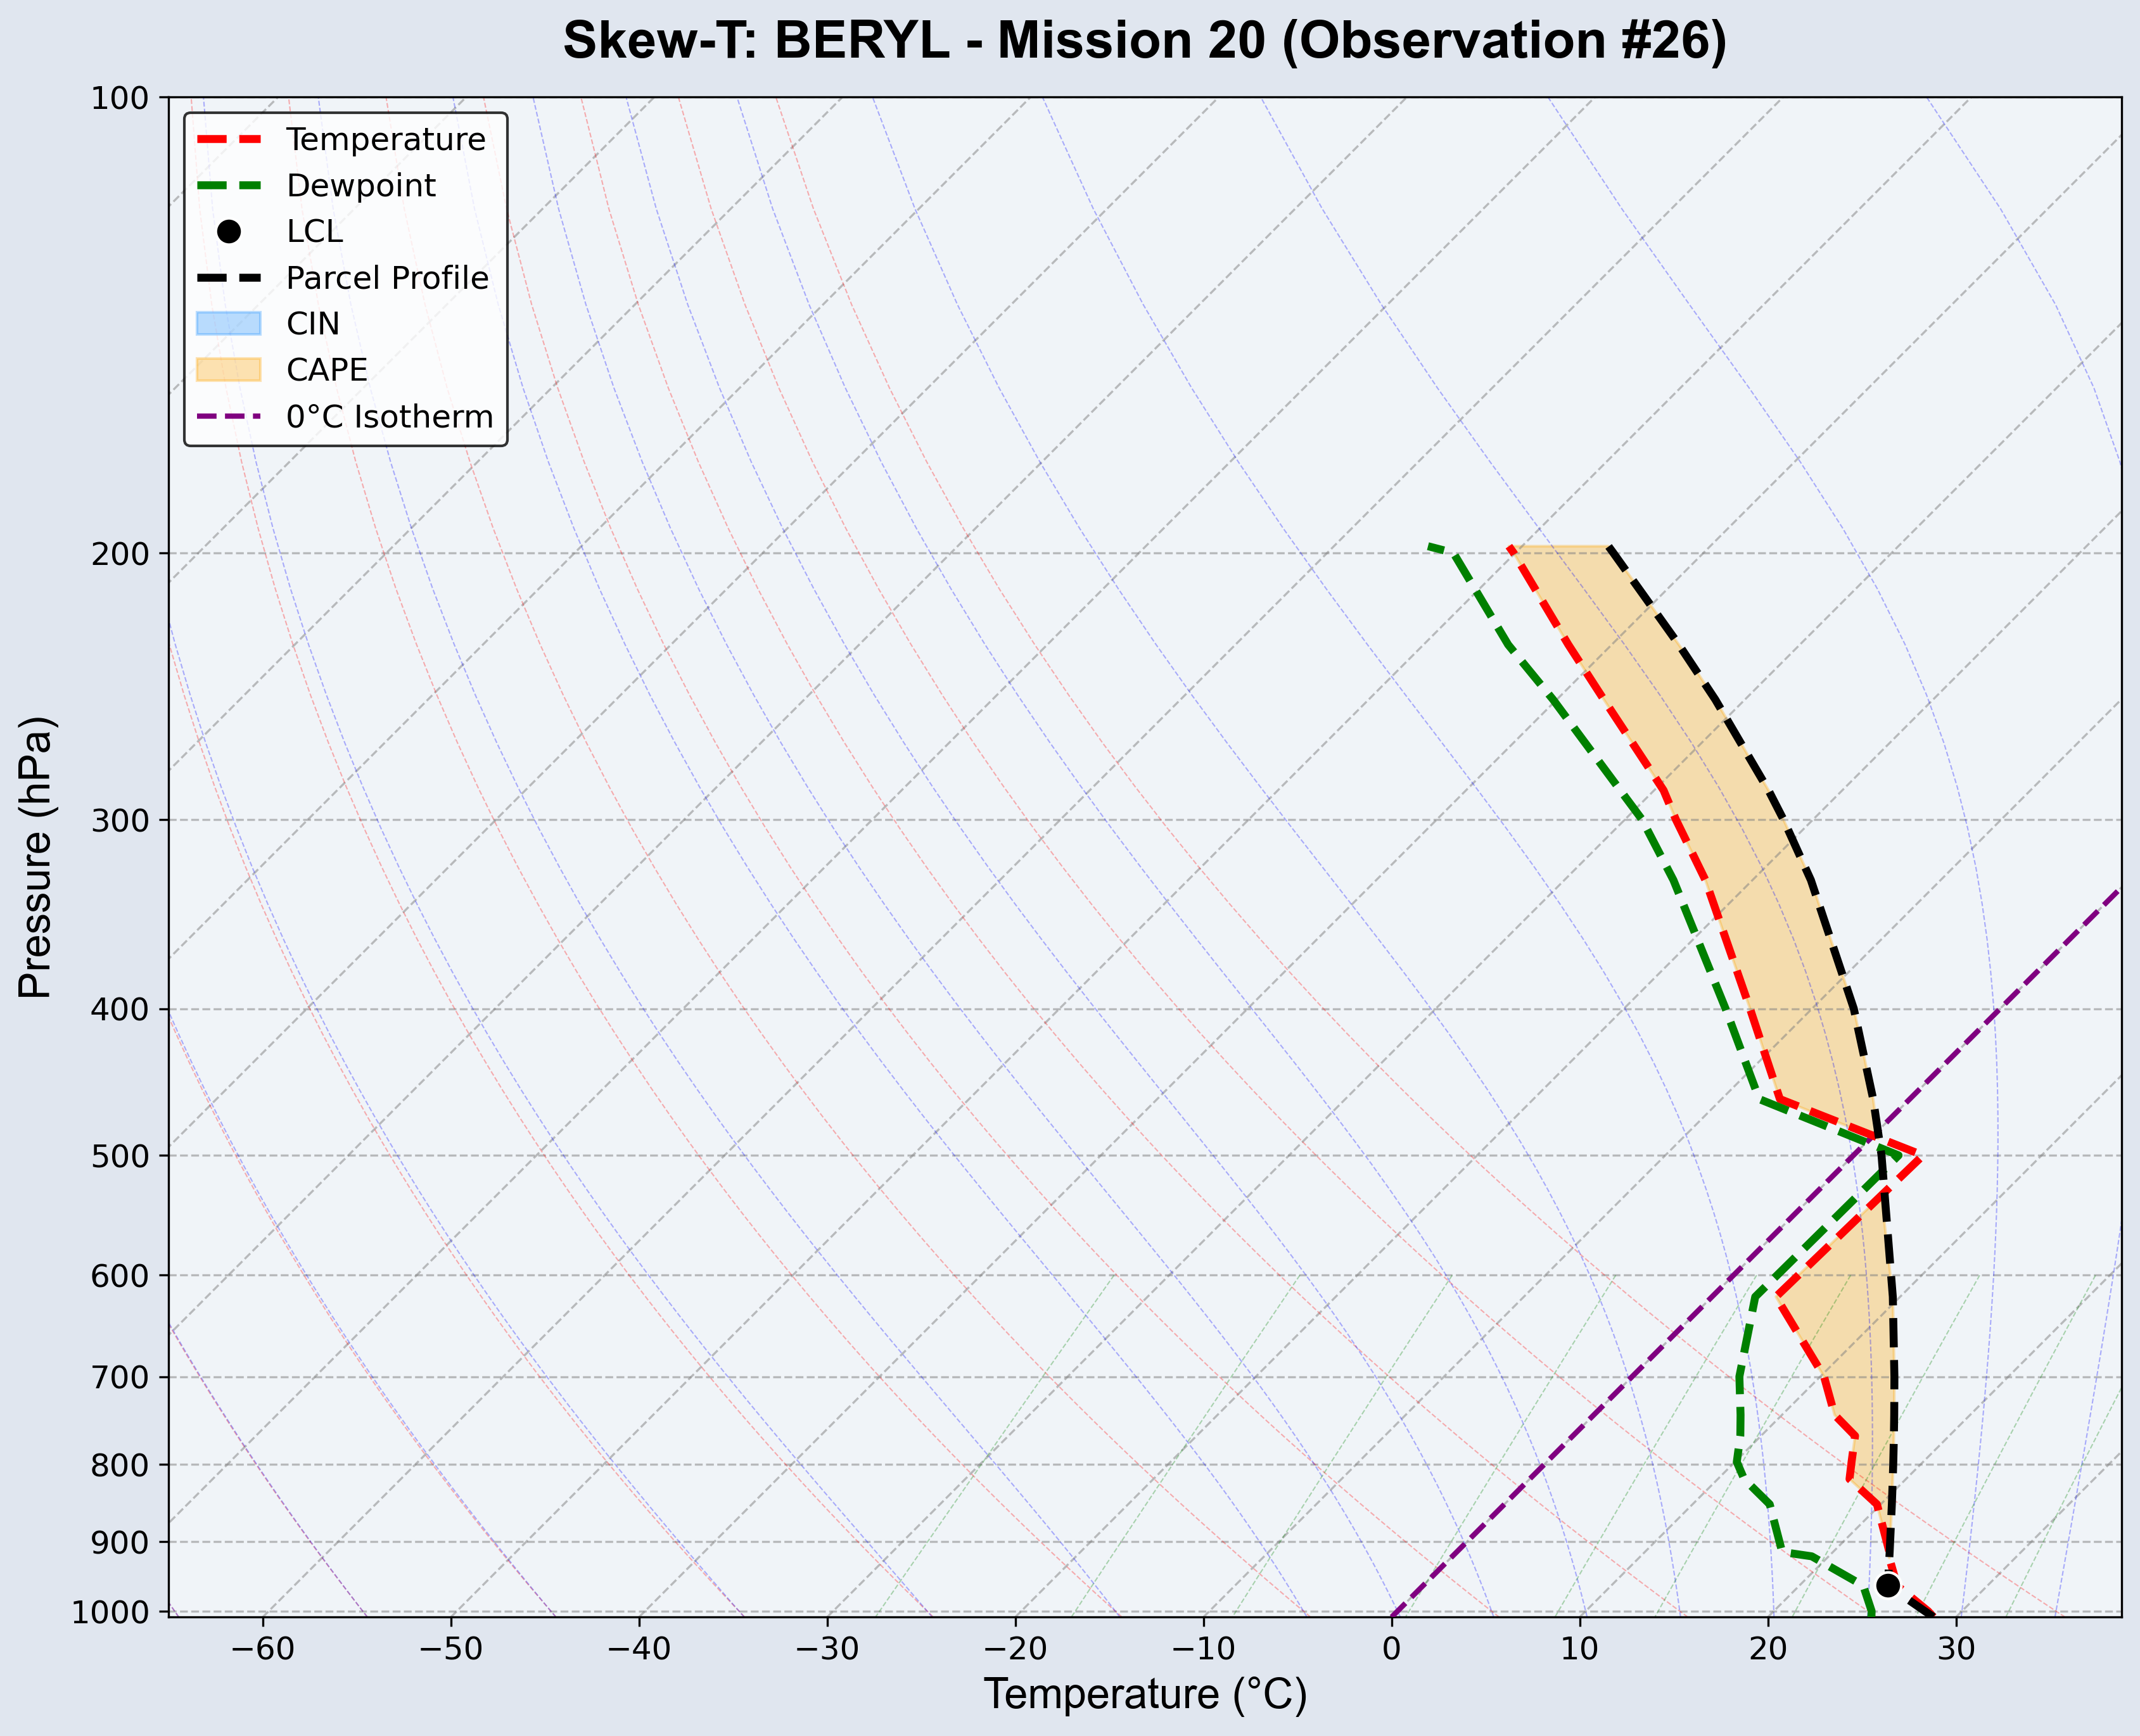 Skew-T: BERYL - Mission 20 (Observation #26)
100
200
300
400
500
600
700
800
900
1000
Pressure (hPa)
Temperature
Dewpoint
LCL
Parcel Profile
CIN
CAPE
0°C Isotherm
−60 −50 −40 −30 −20 −10 0 10 20 30
Temperature (°C)